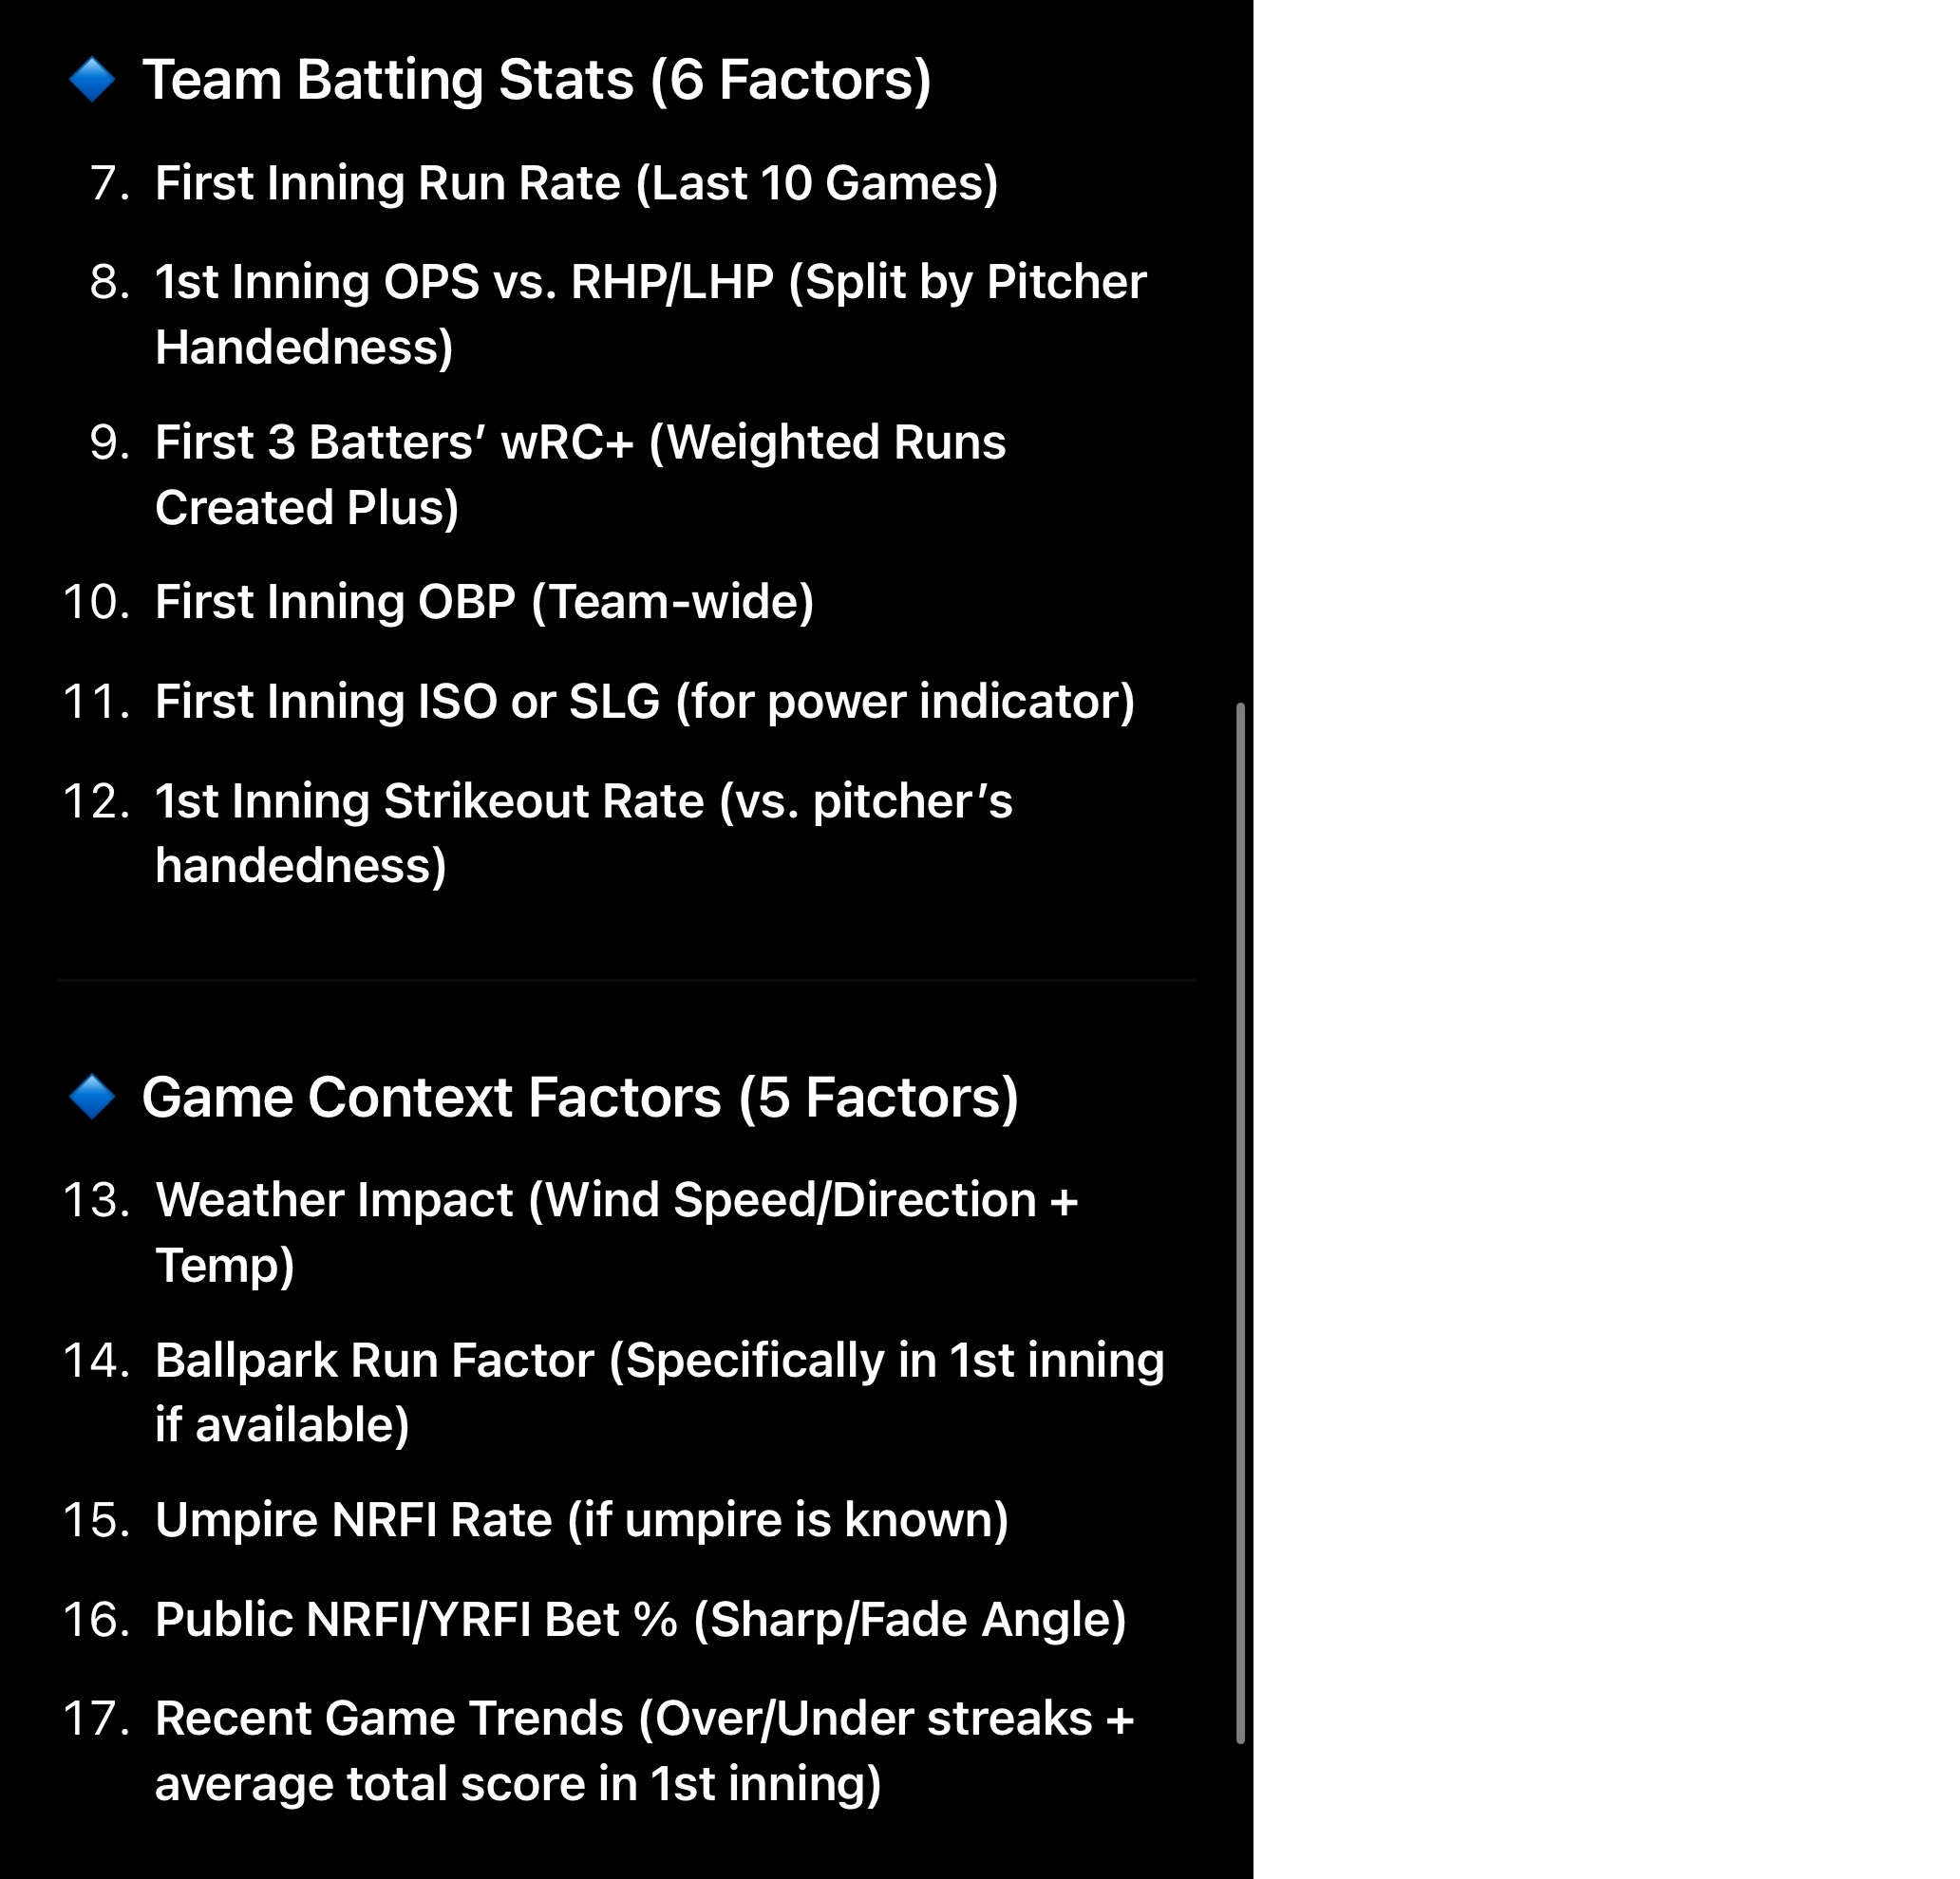 🔷 Team Batting Stats (6 Factors)
7. First Inning Run Rate (Last 10 Games)
8. 1st Inning OPS vs. RHP/LHP (Split by Pitcher
Handedness)
9. First 3 Batters’ wRC+ (Weighted Runs
Created Plus)
10. First Inning OBP (Team-wide)
11. First Inning ISO or SLG (for power indicator)
12. 1st Inning Strikeout Rate (vs. pitcher’s
handedness)
🔷 Game Context Factors (5 Factors)
13. Weather Impact (Wind Speed/Direction +
Temp)
14. Ballpark Run Factor (Specifically in 1st inning
if available)
15. Umpire NRFI Rate (if umpire is known)
16. Public NRFI/YRFI Bet % (Sharp/Fade Angle)
17. Recent Game Trends (Over/Under streaks +
average total score in 1st inning)